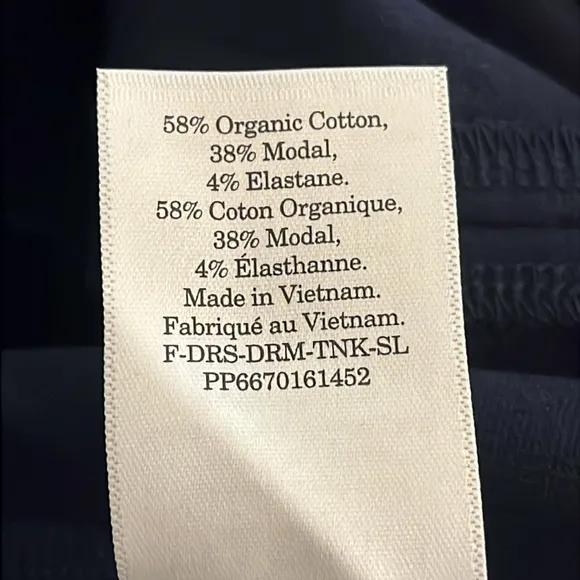 58% Organic Cotton,
38% Modal,
4% Elastane.
58% Coton Organique,
38% Modal,
4% Élasthanne.
Made in Vietnam.
Fabriqué au Vietnam.
F-DRS-DRM-TNK-SL
PP6670161452